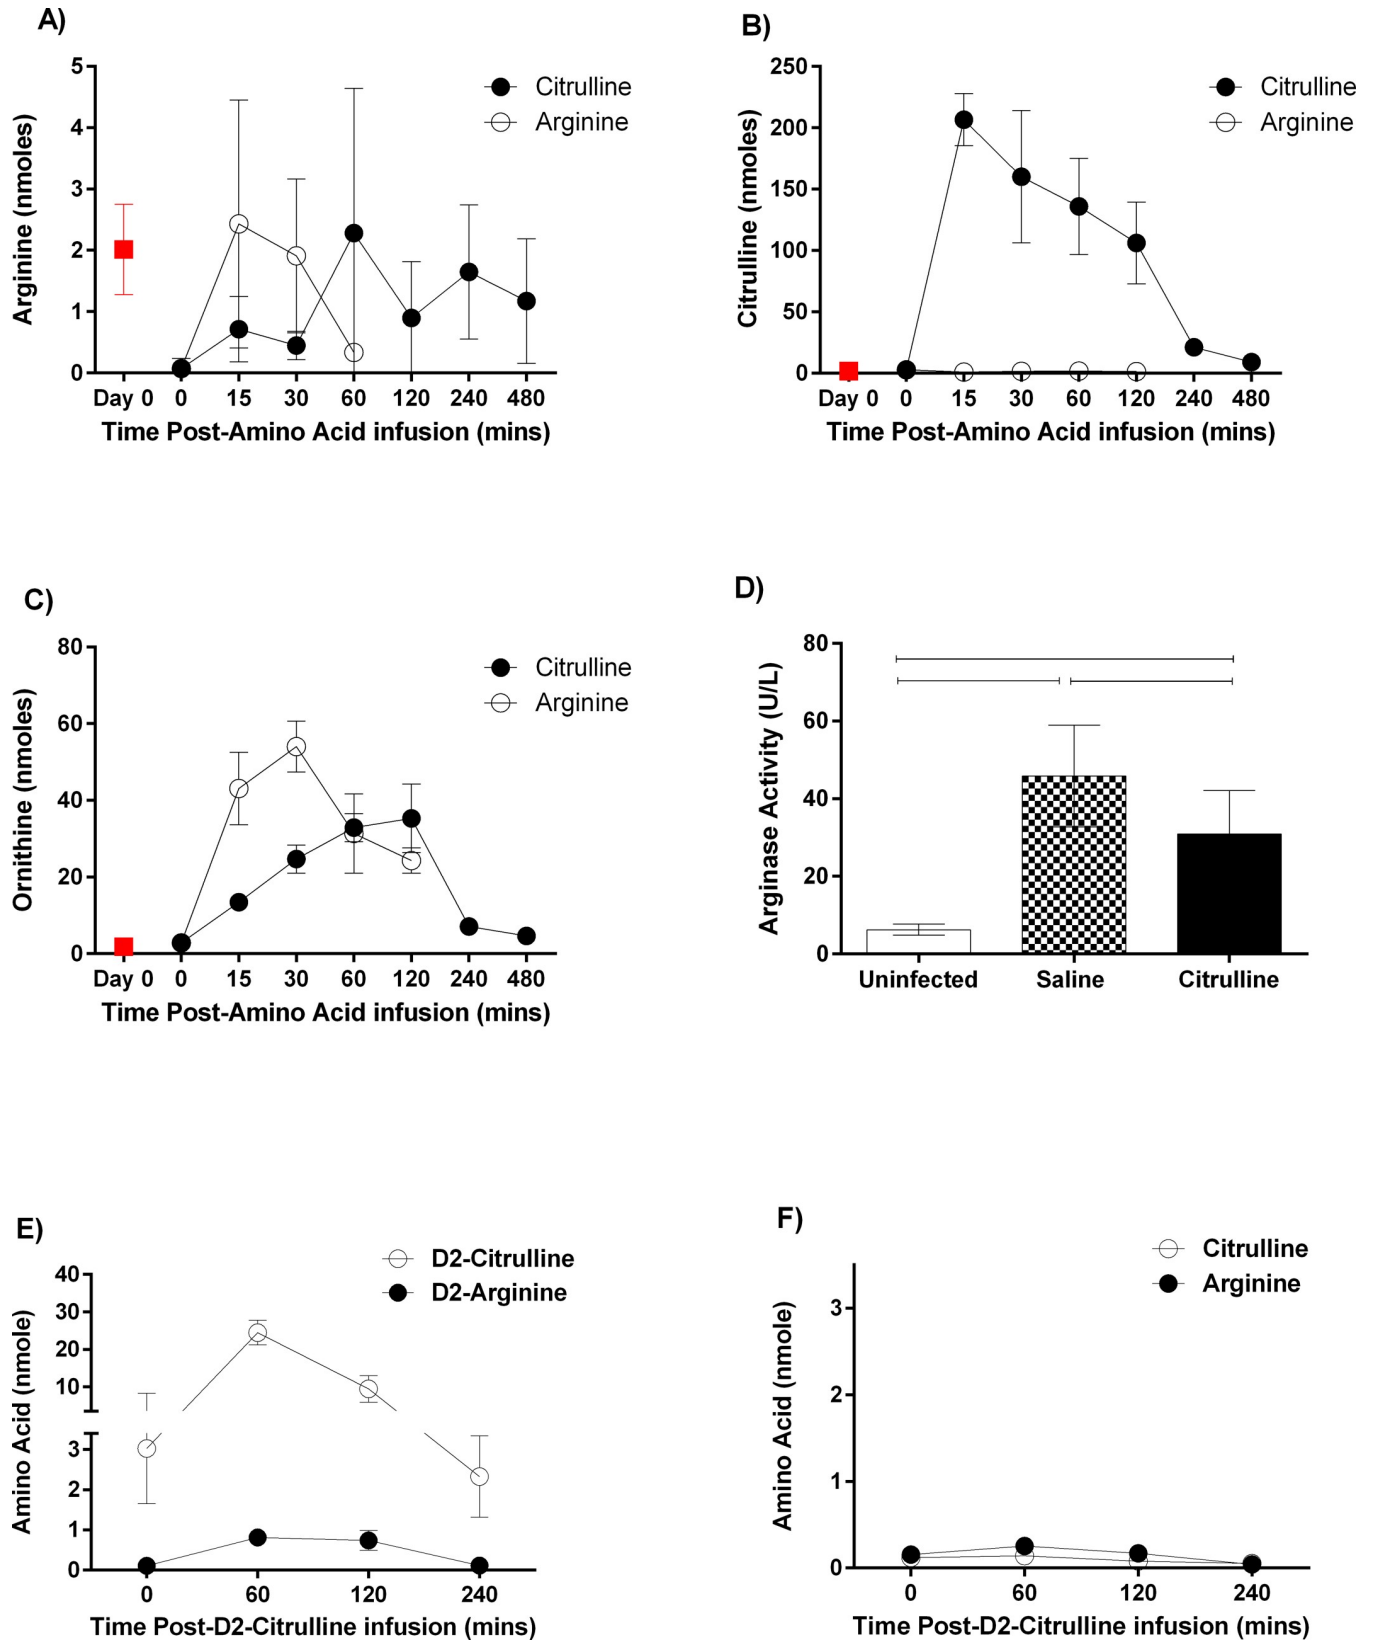 A)
Arginine (nmoles)
5
4
3
2
1
0
Citrulline
Arginine
Day 0 0 15 30 60 120 240 480
Time Post-Amino Acid infusion (mins)
B)
Citrulline (nmoles)
250
200
150
100
50
0
Citrulline
Arginine
Day 0 0 15 30 60 120 240 480
Time Post-Amino Acid infusion (mins)
C)
Ornithine (nmoles)
80
60
40
20
0
Citrulline
Arginine
Day 0 0 15 30 60 120 240 480
Time Post-Amino Acid infusion (mins)
D)
Arginase Activity (U/L)
80
60
40
20
0
Uninfected Saline Citrulline
E)
Amino Acid (nmole)
40
30
20
10
3
2
1
0
D2-Citrulline
D2-Arginine
0 60 120 240
Time Post-D2-Citrulline infusion (mins)
F)
Amino Acid (nmole)
3
2
1
0
Citrulline
Arginine
0 60 120 240
Time Post-D2-Citrulline infusion (mins)